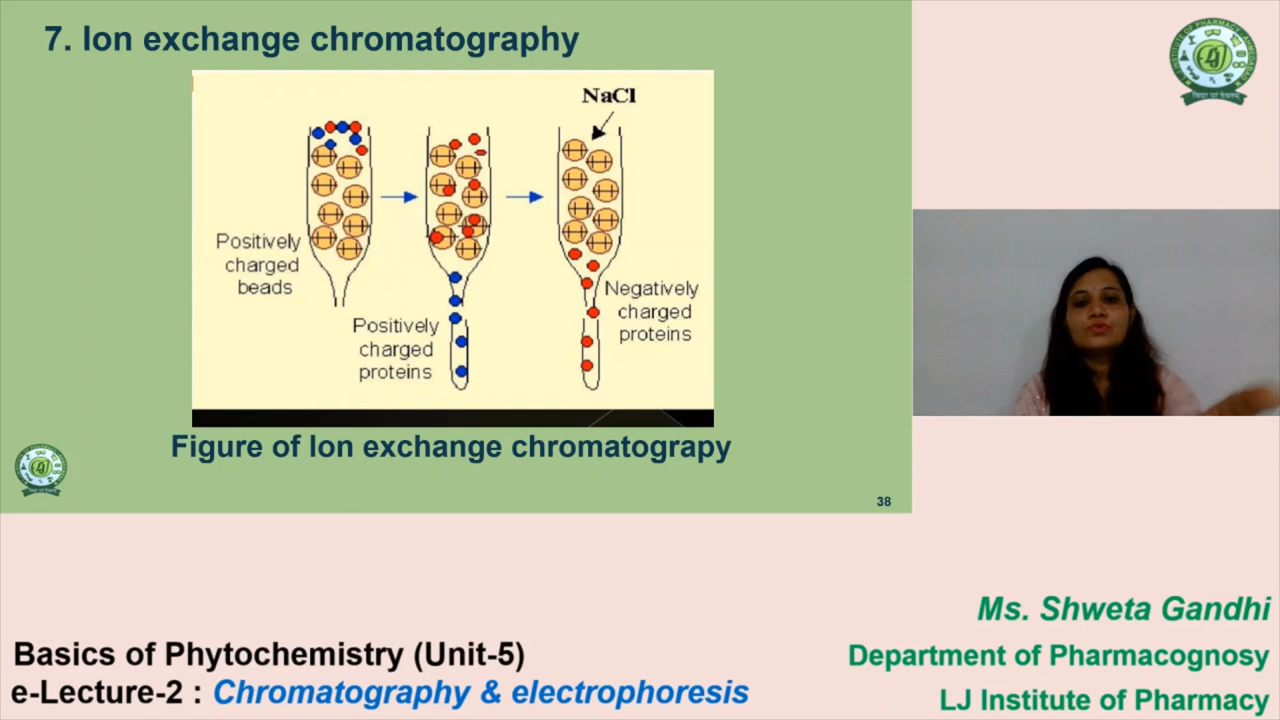 7. Ion exchange chromatography
NaCl
Positively
charged
beads
Positively
charged
proteins
Negatively
charged
proteins
Figure of Ion exchange chromatograpy
38
Ms. Shweta Gandhi
Basics of Phytochemistry (Unit-5)
Department of Pharmacognosy
e-Lecture-2 : Chromatography & electrophoresis
LJ Institute of Pharmacy